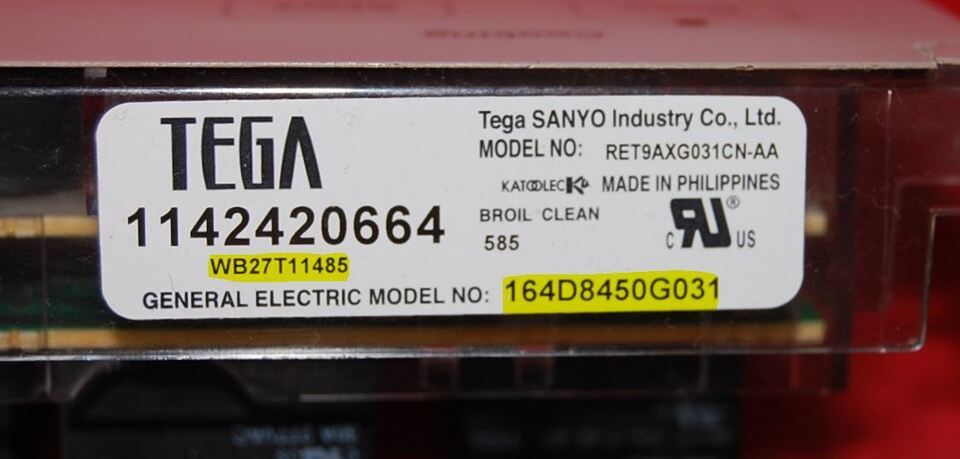 TEGA
Tega SANYO Industry Co., Ltd.
MODEL NO: RET9AXG031CN-AA
KATOOLEC K MADE IN PHILIPPINES
1142420664
BROIL CLEAN
585
C RU ® US
WB27T11485
GENERAL ELECTRIC MODEL NO: 164D8450G031